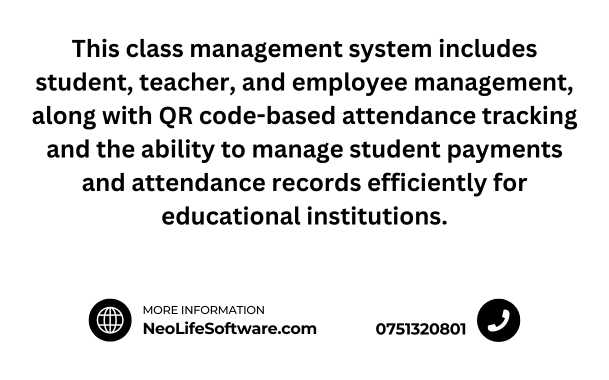 This class management system includes
student, teacher, and employee management,
along with QR code-based attendance tracking
and the ability to manage student payments
and attendance records efficiently for
educational institutions.
MORE INFORMATION
NeoLifeSoftware.com
0751320801